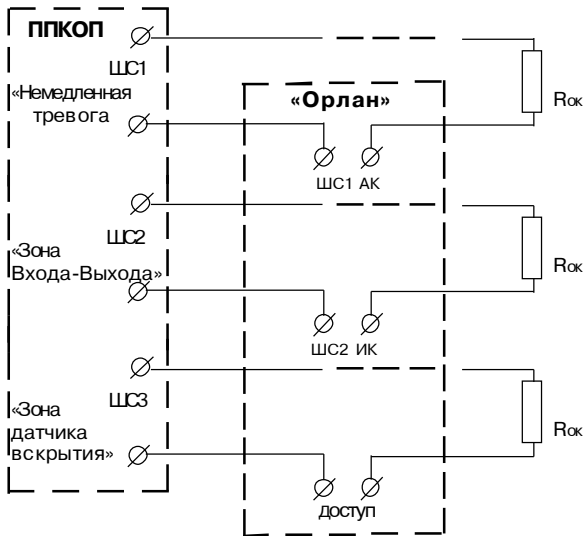 ППКОП
ШС1
«Немедленная
тревога
«Орлан»
Rок
ШС1 АК
ШС2
«Зона
Входа-Выхода»
Rок
ШС2 ИК
ШС3
«Зона
датчика
вскрытия»
Rок
доступ